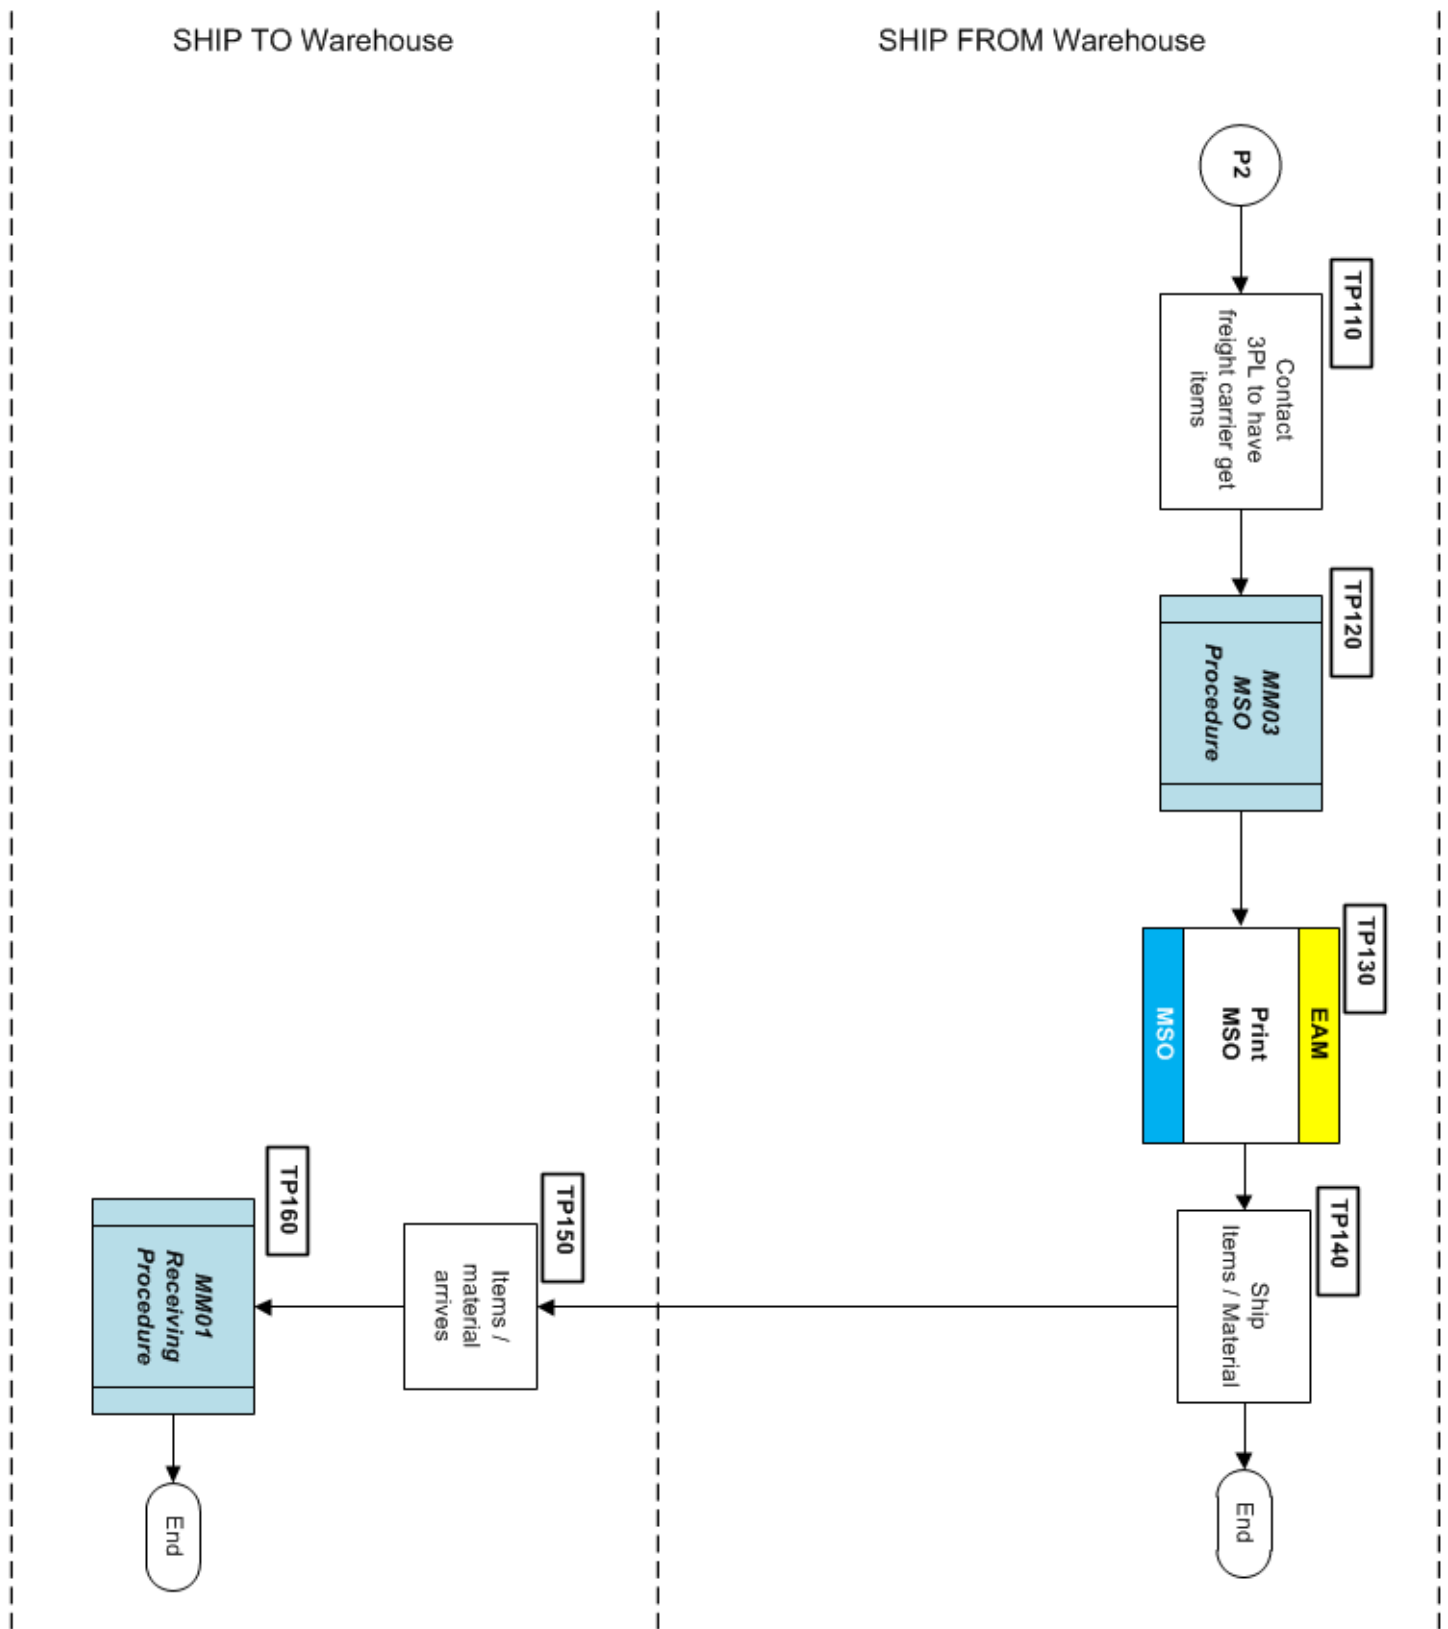 SHIP TO Warehouse
SHIP FROM Warehouse
P2
TP110
Contact
3PL to have
freight carrier get
items
TP120
MM03
MSO
Procedure
TP130
EAM
Print
MSO
MSO
TP140
Ship
Items / Material
End
TP150
Items /
material
arrives
TP160
MM01
Receiving
Procedure
End